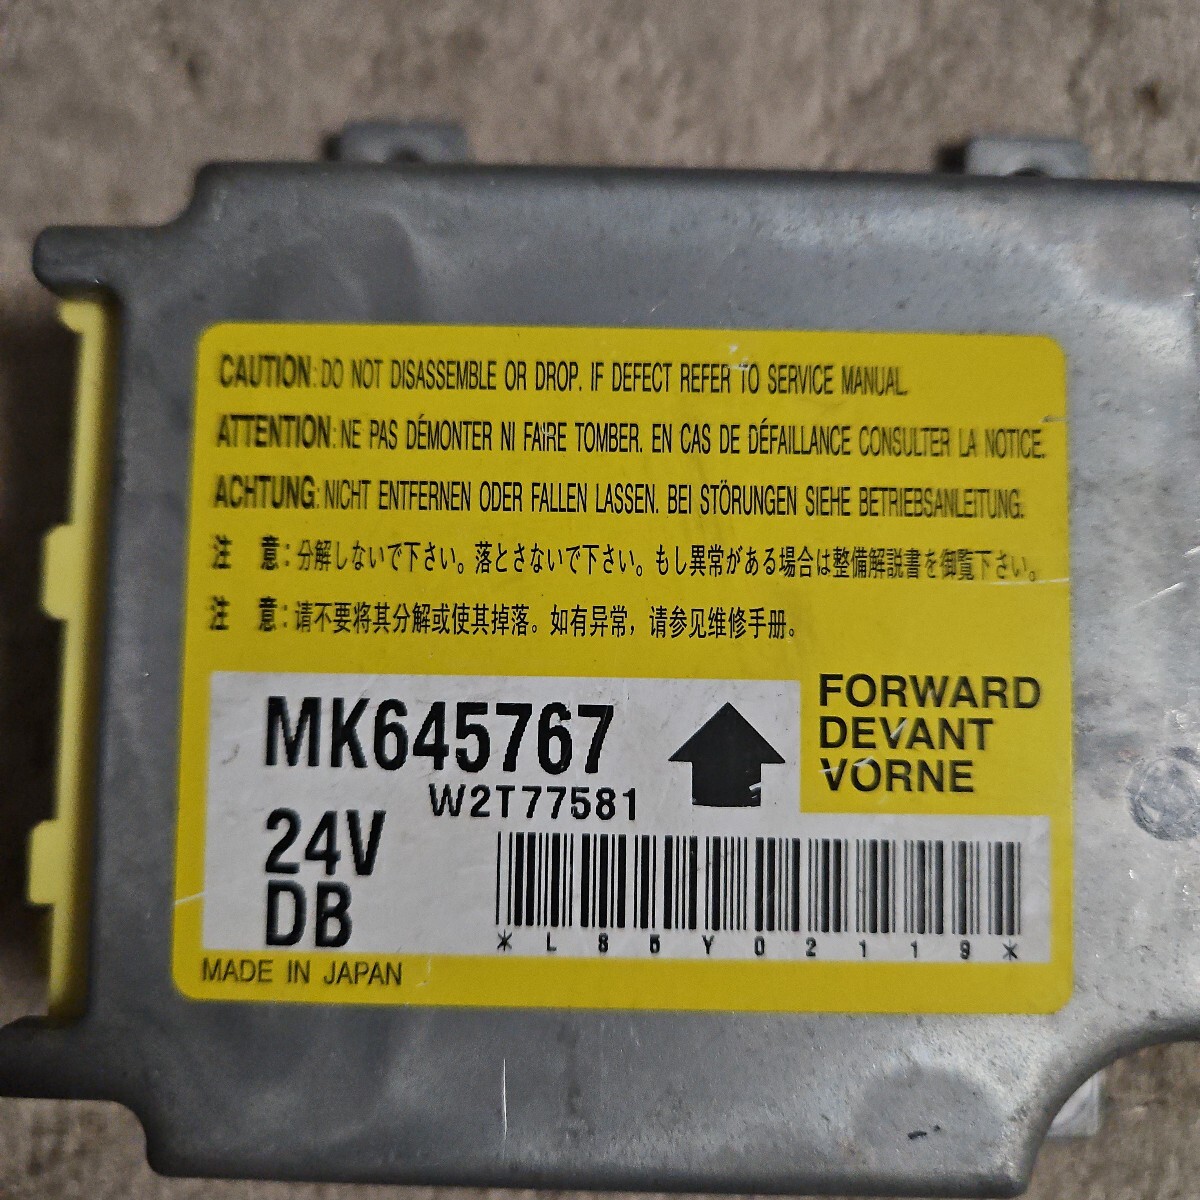 CAUTION: DO NOT DISASSEMBLE OR DROP. IF DEFECT REFER TO SERVICE MANUAL.
ATTENTION: NE PAS DÉMONTER NI FAIRE TOMBER. EN CAS DE DÉFAILLANCE CONSULTER LA NOTICE.
ACHTUNG: NICHT ENTFERNEN ODER FALLEN LASSEN. BEI STÖRUNGEN SIEHE BETRIEBSANLEITUNG.
注 意：分解しないで下さい。落とさないで下さい。もし異常がある場合は整備解説書を御覧下さい。
注 意：请不要将其分解或使其掉落。如有异常，请参见维修手册。
MK645767
W2T77581
FORWARD
DEVANT
VORNE
24V
DB
*L85Y02119*
MADE IN JAPAN